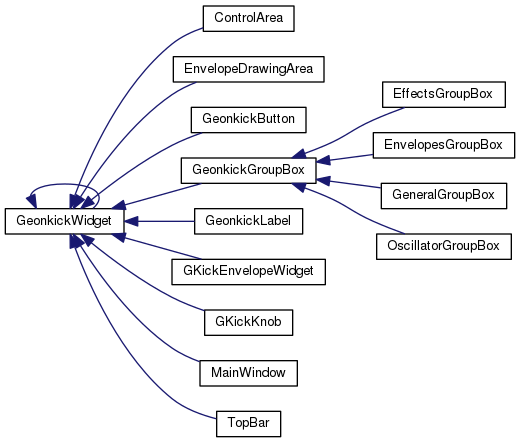 ControlArea
EnvelopeDrawingArea
EffectsGroupBox
GeonkickButton
EnvelopesGroupBox
GeonkickGroupBox
GeneralGroupBox
GeonkickWidget
GeonkickLabel
OscillatorGroupBox
GKickEnvelopeWidget
GKickKnob
MainWindow
TopBar